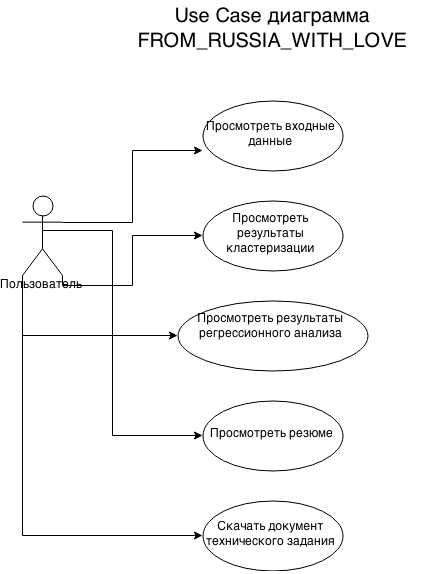 Use Case диаграмма
FROM_RUSSIA_WITH_LOVE
Просмотреть входные
данные
Просмотреть
результаты
кластеризации
Пользователь
Просмотреть результаты
регрессионного анализа
Просмотреть резюме
Скачать документ
технического задания